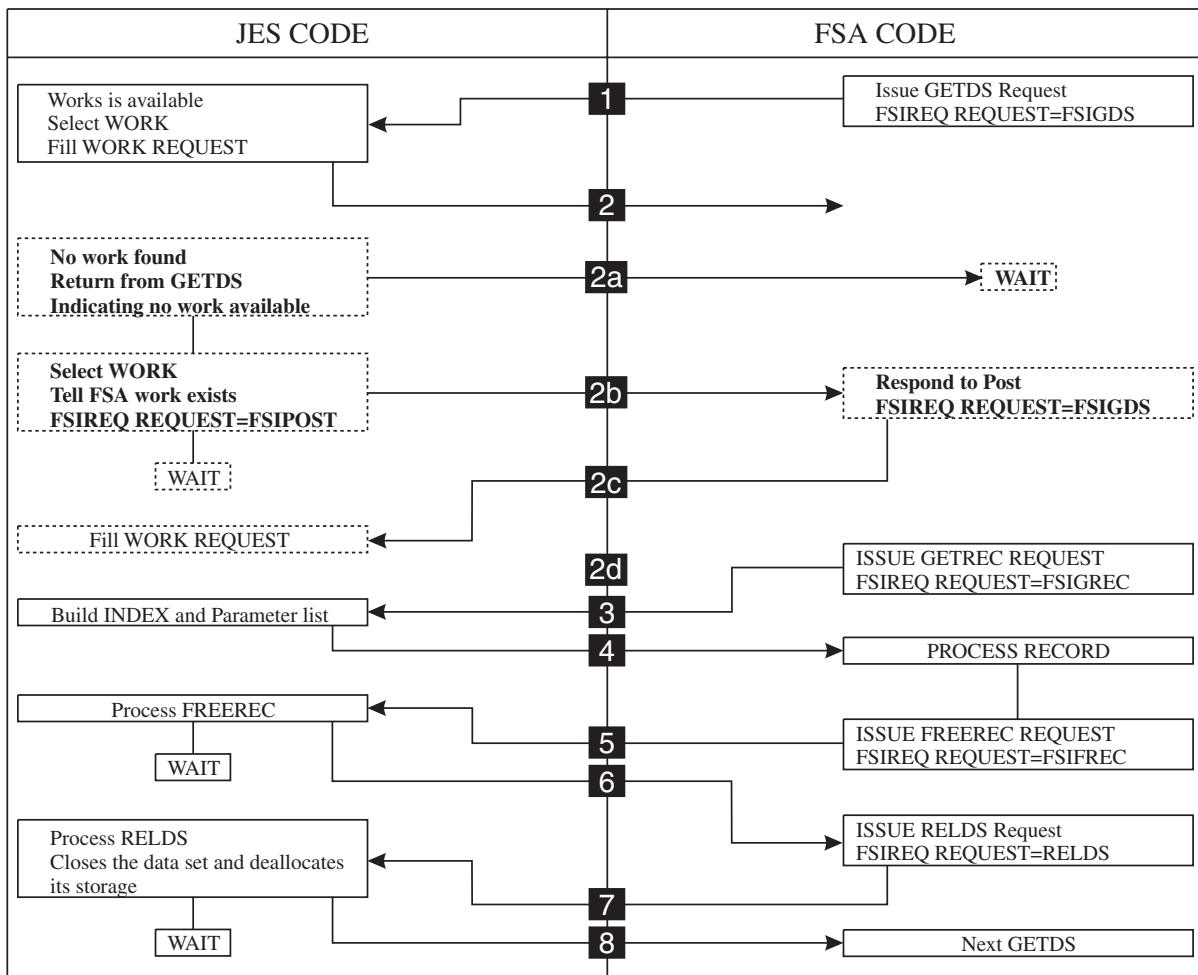 JES CODE
FSA CODE
1
Works is available
Select WORK
Fill WORK REQUEST
Issue GETDS Request
FSIREQ REQUEST=FSIGDS
2
No work found
Return from GETDS
Indicating no work available
2a
WAIT
Select WORK
Tell FSA work exists
FSIREQ REQUEST=FSIPOST
2b
Respond to Post
FSIREQ REQUEST=FSIGDS
WAIT
2c
Fill WORK REQUEST
2d
ISSUE GETREC REQUEST
FSIREQ REQUEST=FSIGREC
Build INDEX and Parameter list
3
4
PROCESS RECORD
Process FREEREC
5
ISSUE FREEREC REQUEST
FSIREQ REQUEST=FSIFREC
WAIT
6
Process RELDS
Closes the data set and deallocates
its storage
ISSUE RELDS Request
FSIREQ REQUEST=RELDS
7
WAIT
8
Next GETDS